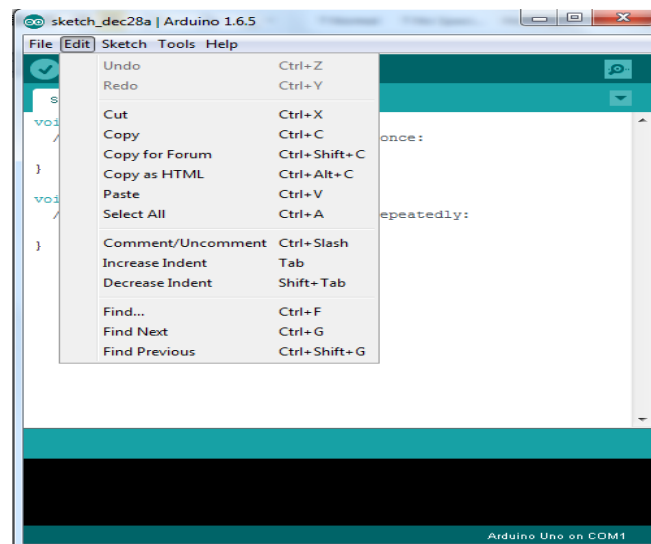 sketch_dec28a | Arduino 1.6.5
File Edit Sketch Tools Help
Undo Ctrl+Z
Redo Ctrl+Y
s
Cut Ctrl+X
voi
Copy Ctrl+C
/ once:
Copy for Forum Ctrl+Shift+C
}
Copy as HTML Ctrl+Alt+C
Paste Ctrl+V
voi
Select All Ctrl+A
/ epeatedly:
Comment/Uncomment Ctrl+Slash
}
Increase Indent Tab
Decrease Indent Shift+Tab
Find... Ctrl+F
Find Next Ctrl+G
Find Previous Ctrl+Shift+G
Arduino Uno on COM1